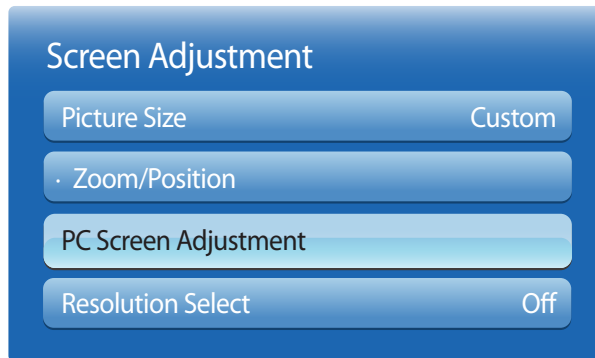 Screen Adjustment
Picture Size Custom
· Zoom/Position
PC Screen Adjustment
Resolution Select Off